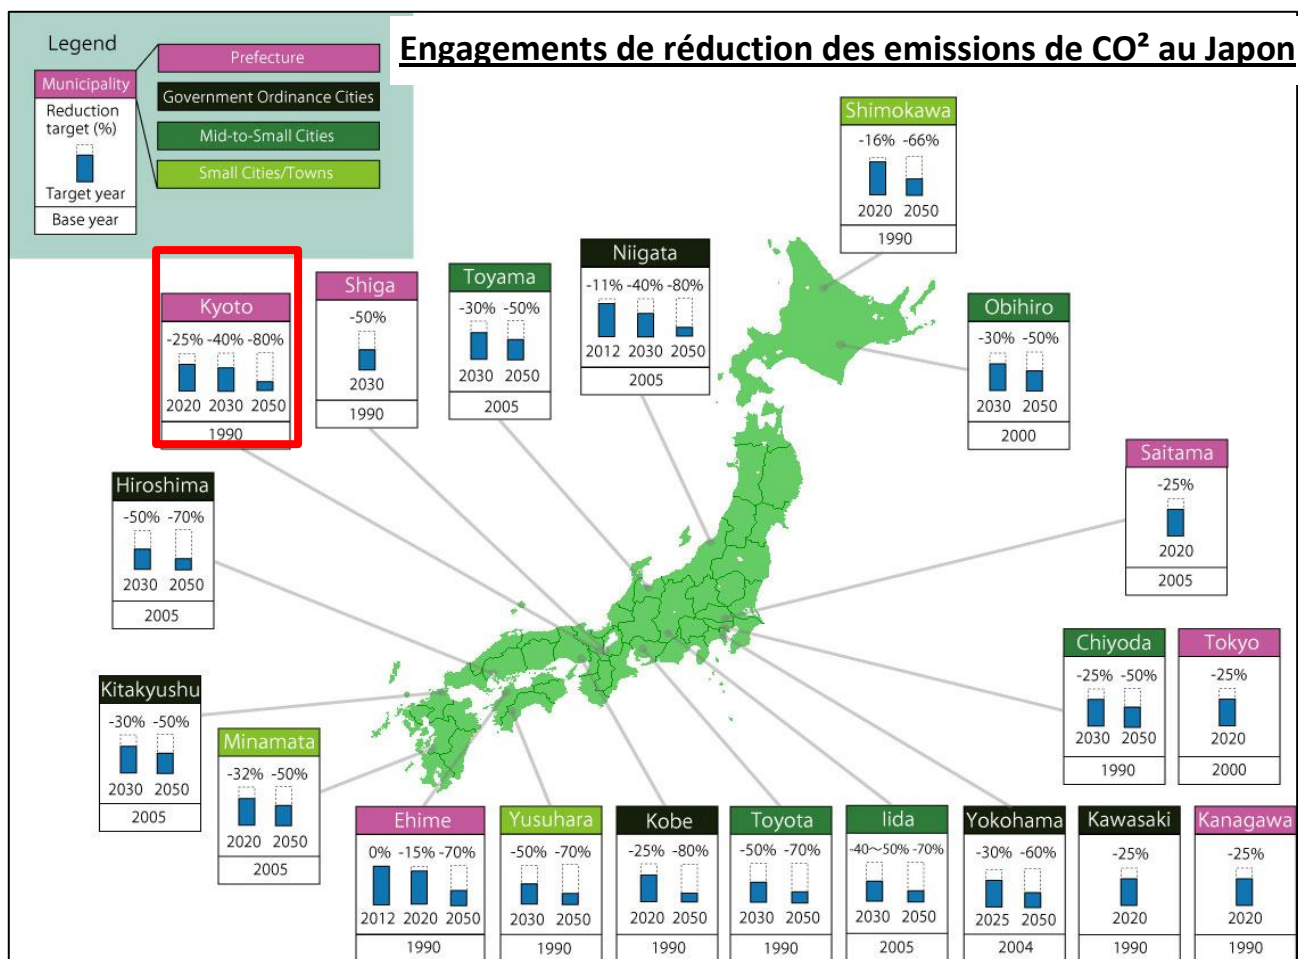 Engagements de réduction des emissions de CO² au Japon
Legend
Municipality
Reduction
target (%)
Target year
Base year
Prefecture
Government Ordinance Cities
Mid-to-Small Cities
Small Cities/Towns
Shimokawa
-16% -66%
2020 2050
1990
Niigata
-11% -40% -80%
2012 2030 2050
2005
Toyama
-30% -50%
2030 2050
2005
Shiga
-50%
2030
1990
Kyoto
-25% -40% -80%
2020 2030 2050
1990
Obihiro
-30% -50%
2030 2050
2000
Saitama
-25%
2020
2005
Hiroshima
-50% -70%
2030 2050
2005
Chiyoda
-25% -50%
2030 2050
1990
Tokyo
-25%
2020
2000
Kitakyushu
-30% -50%
2030 2050
2005
Minamata
-32% -50%
2020 2050
2005
Ehime
0% -15% -70%
2012 2020 2050
1990
Yusuhara
-50% -70%
2030 2050
1990
Kobe
-25% -80%
2020 2050
1990
Toyota
-50% -70%
2030 2050
1990
Iida
-40~50% -70%
2030 2050
2005
Yokohama
-30% -60%
2025 2050
2004
Kawasaki
-25%
2020
1990
Kanagawa
-25%
2020
1990